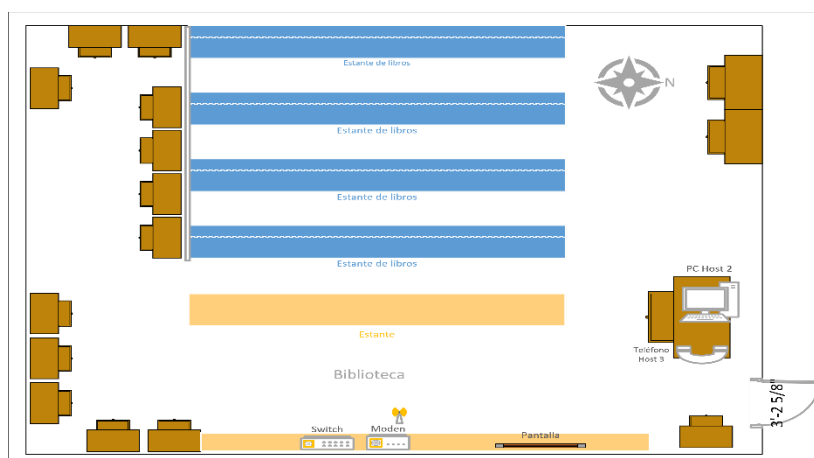 Estante de libros
N
Estante de libros
Estante de libros
Estante de libros
PC Host 2
Estante
Teléfono
Host 3
Biblioteca
3'-2 5/8"
Switch
Moden
Pantalla